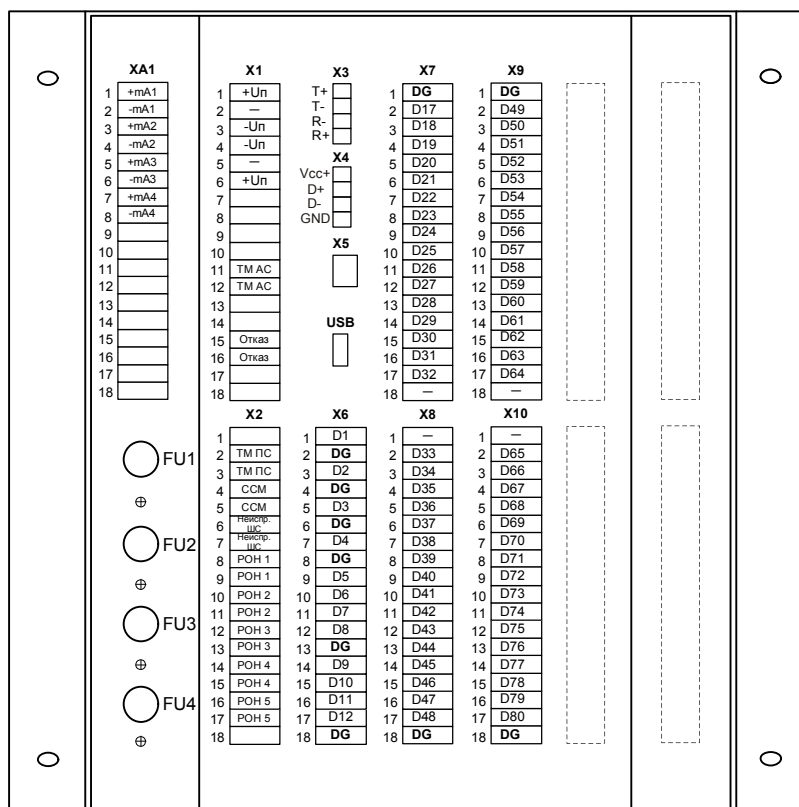 XA1
1 +mA1
2 -mA1
3 +mA2
4 -mA2
5 +mA3
6 -mA3
7 +mA4
8 -mA4
9
10
11
12
13
14
15
16
17
18
X1
1 +Uп
2 —
3 -Uп
4 -Uп
5 —
6 +Uп
7
8
9
10
11 ТМ АС
12 ТМ АС
13
14
15 Отказ
16 Отказ
17
18
X3
T+
T-
R-
R+
X4
Vcc+
D+
D-
GND
X5
USB
X7
1 DG
2 D17
3 D18
4 D19
5 D20
6 D21
7 D22
8 D23
9 D24
10 D25
11 D26
12 D27
13 D28
14 D29
15 D30
16 D31
17 D32
18 —
X9
1 DG
2 D49
3 D50
4 D51
5 D52
6 D53
7 D54
8 D55
9 D56
10 D57
11 D58
12 D59
13 D60
14 D61
15 D62
16 D63
17 D64
18 —
FU1
FU2
FU3
FU4
X2
1
2 ТМ ПС
3 ТМ ПС
4 ССМ
5 ССМ
6 Неиспр.
ШС
7 Неиспр.
ШС
8 РОН 1
9 РОН 1
10 РОН 2
11 РОН 2
12 РОН 3
13 РОН 3
14 РОН 4
15 РОН 4
16 РОН 5
17 РОН 5
18
X6
1 D1
2 DG
3 D2
4 DG
5 D3
6 DG
7 D4
8 DG
9 D5
10 D6
11 D7
12 D8
13 DG
14 D9
15 D10
16 D11
17 D12
18 DG
X8
1 —
2 D33
3 D34
4 D35
5 D36
6 D37
7 D38
8 D39
9 D40
10 D41
11 D42
12 D43
13 D44
14 D45
15 D46
16 D47
17 D48
18 DG
X10
1 —
2 D65
3 D66
4 D67
5 D68
6 D69
7 D70
8 D71
9 D72
10 D73
11 D74
12 D75
13 D76
14 D77
15 D78
16 D79
17 D80
18 DG